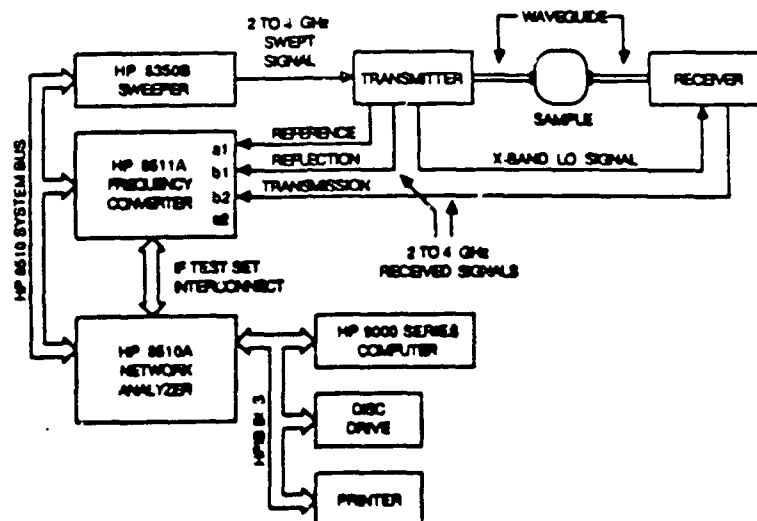 2 TO 4 GHz
SWEPT
SIGNAL
WAVEGUIDE
HP 8350B
SWEEPER
TRANSMITTER
RECEIVER
SAMPLE
REFERENCE
REFLECTION
TRANSMISSION
X-BAND LO SIGNAL
HP 8511A
FREQUENCY
CONVERTER
a1
b1
b2
a2
HP 8510 SYSTEM BUS
2 TO 4 GHz
RECEIVED SIGNALS
IF TEST SET
INTERCONNECT
HP 8510A
NETWORK
ANALYZER
HP 9000 SERIES
COMPUTER
DISC
DRIVE
PRINTER
HPIB